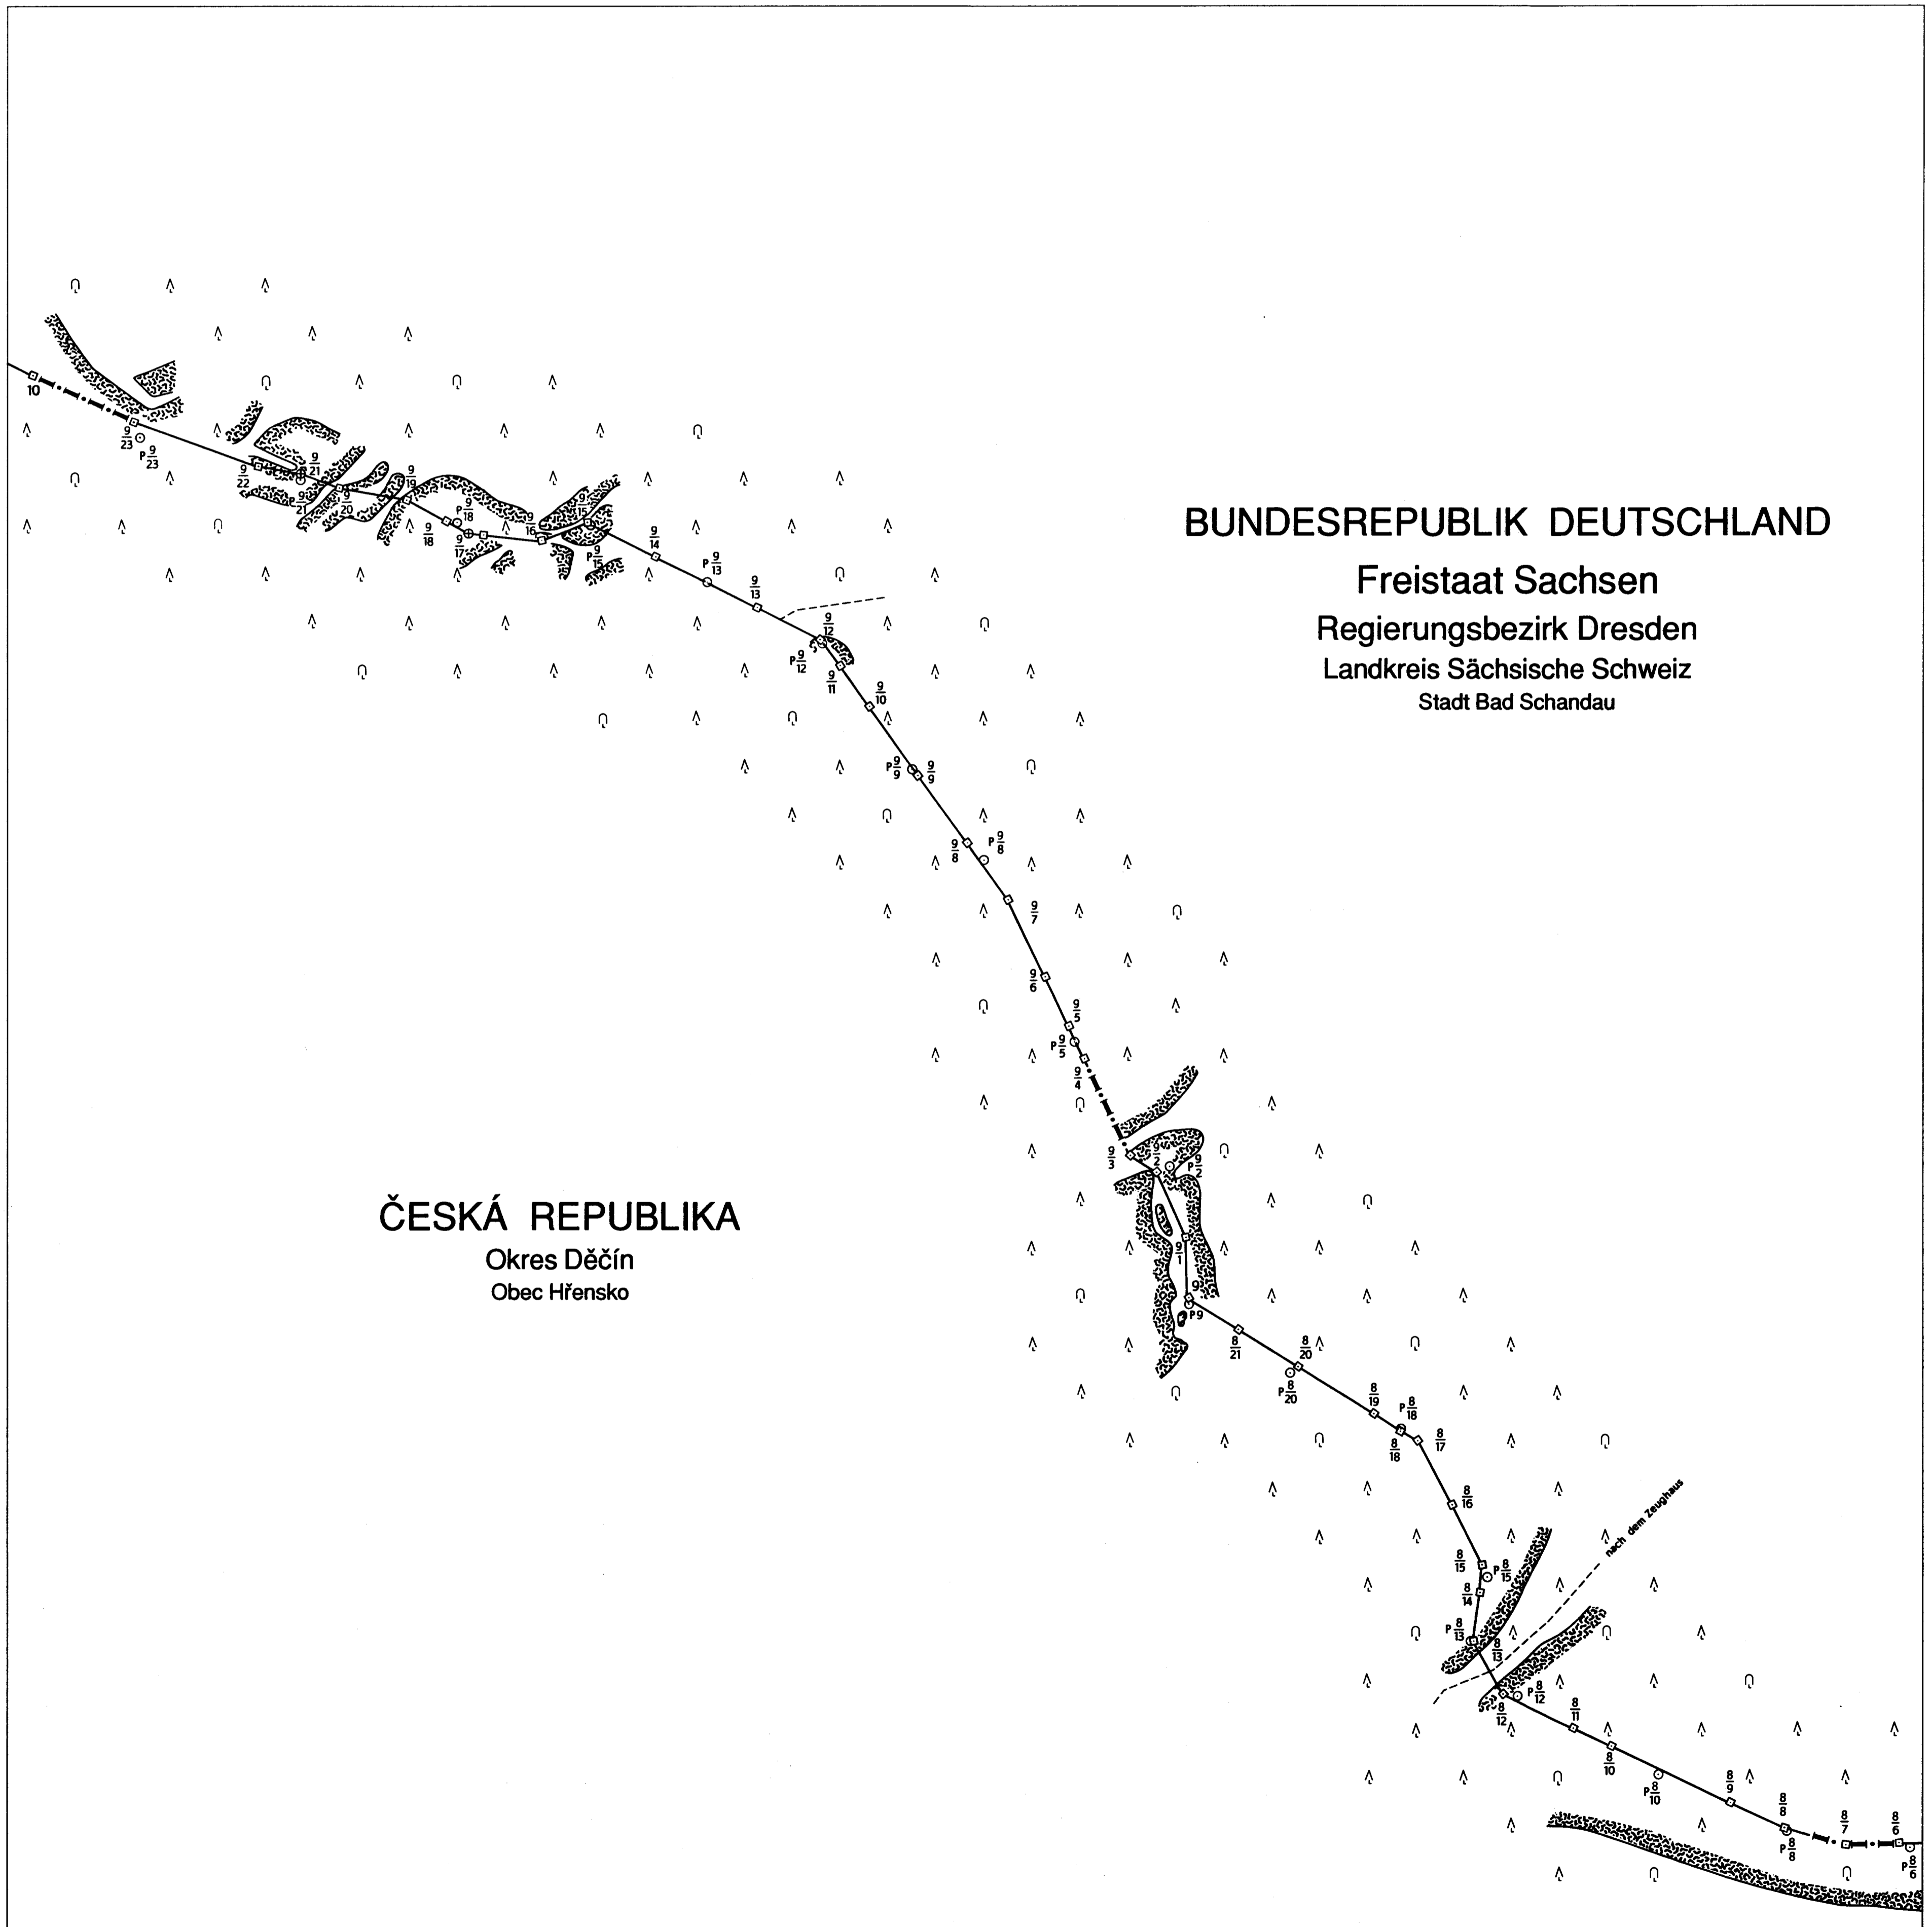 BUNDESREPUBLIK DEUTSCHLAND
Freistaat Sachsen
Regierungsbezirk Dresden
Landkreis Sächsische Schweiz
Stadt Bad Schandau
ČESKÁ REPUBLIKA
Okres Děčín
Obec Hřensko
10
9/23
P 9/23
9/22
9/21
P 9/21
9/20
9/19
9/18
P 9/18
9/17
9/16
9/15
P 9/15
9/14
P 9/13
9/13
9/12
P 9/12
9/11
9/10
P 9/9
9/9
9/8
P 9/8
9/7
9/6
9/5
P 9/5
9/4
9/3
9/2
P 9/2
9/1
9
P9
8/21
8/20
P 8/20
8/19
P 8/18
8/18
8/17
8/16
nach dem Zeughaus
8/15
P 8/15
8/14
P 8/13
8/13
P 8/12
8/12
8/11
8/10
P 8/10
8/9
8/8
P 8/8
8/7
8/6
P 8/6